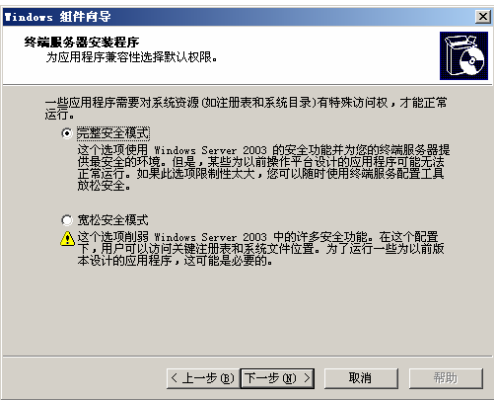 Windows 组件向导
终端服务器安装程序
为应用程序兼容性选择默认权限。
一些应用程序需要对系统资源(如注册表和系统目录)有特殊访问权，才能正常
运行。
完整安全模式
这个选项使用 Windows Server 2003 的安全功能并为您的终端服务器提
供最安全的环境。但是，某些为以前操作平台设计的应用程序可能无法
正常运行。如果此选项限制性太大，您可以随时使用终端服务配置工具
放松安全。
宽松安全模式
这个选项削弱 Windows Server 2003 中的许多安全功能。在这个配置
下，用户可以访问关键注册表和系统文件位置。为了运行一些为以前版
本设计的应用程序，这可能是必要的。
< 上一步(B) 下一步(N) > 取消 帮助